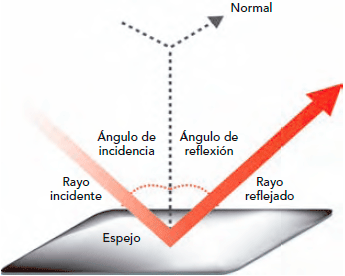 Normal
Ángulo de
incidencia
Ángulo de
reflexión
Rayo
incidente
Rayo
reflejado
Espejo